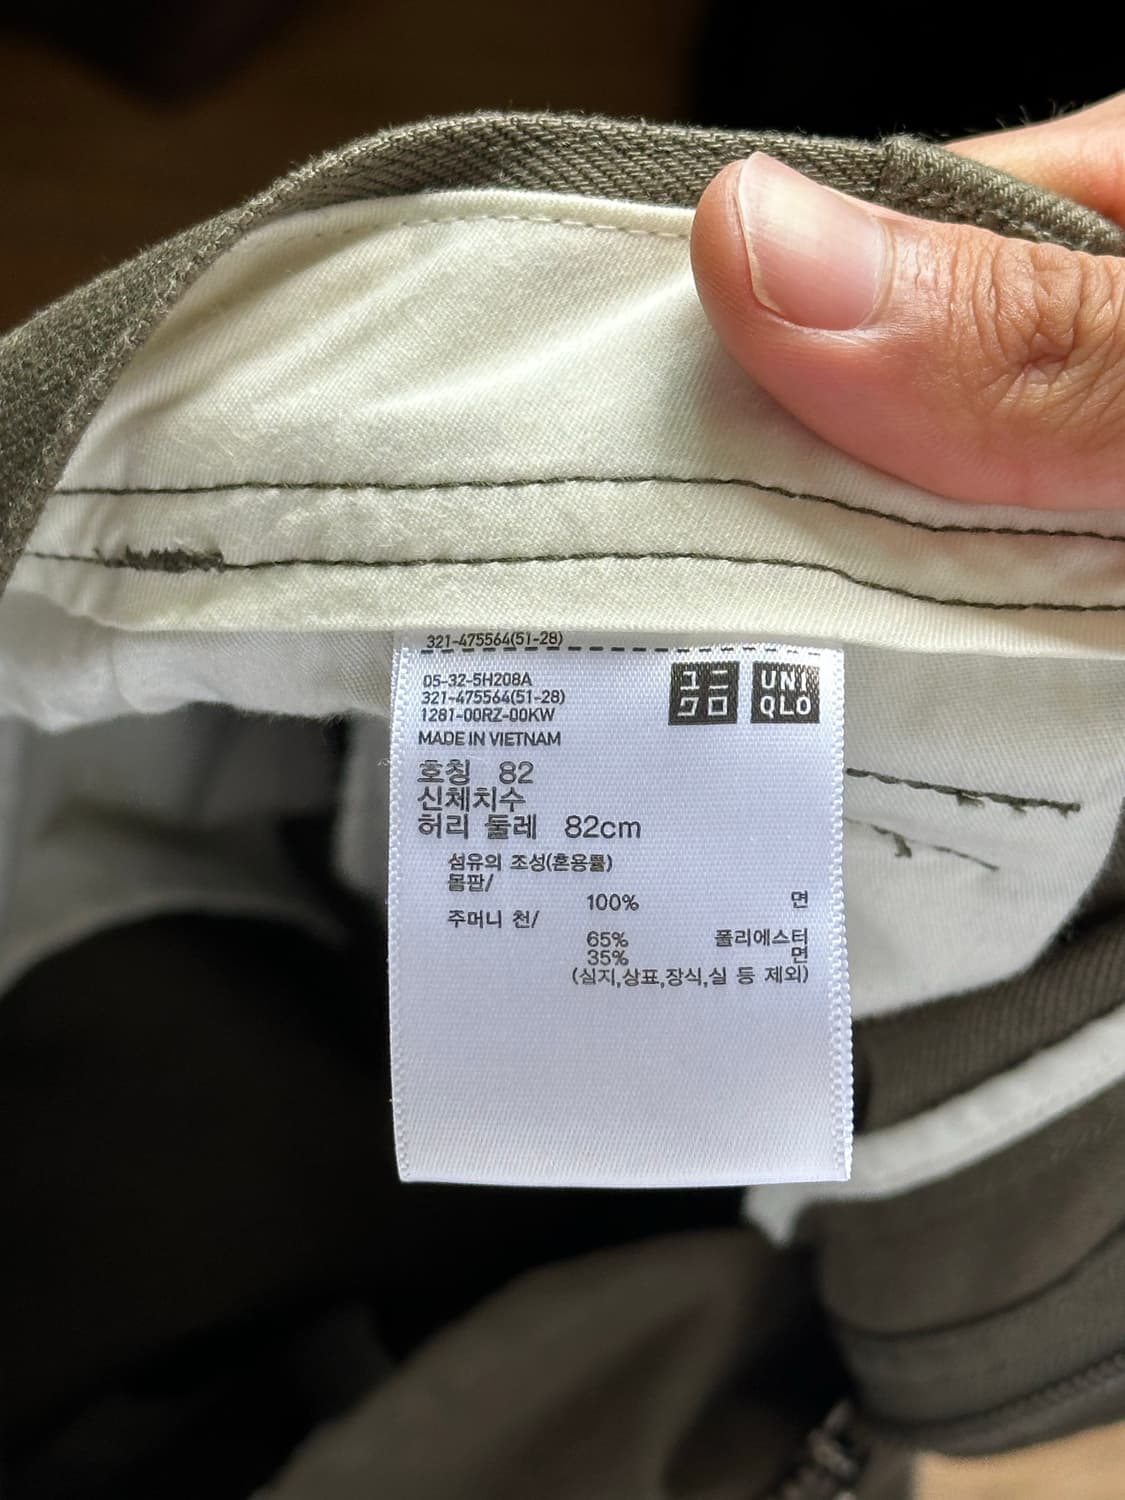 321-475564(51-28)
05-32-5H208A
321-475564(51-28)
1281-00RZ-00KW
MADE IN VIETNAM
ユニ
クロ
UNI
QLO
호칭 82
신체치수
허리 둘레 82cm
섬유의 조성(혼용률)
몸판/
100% 면
주머니 천/
65% 폴리에스터
35% 면
(심지,상표,장식,실 등 제외)